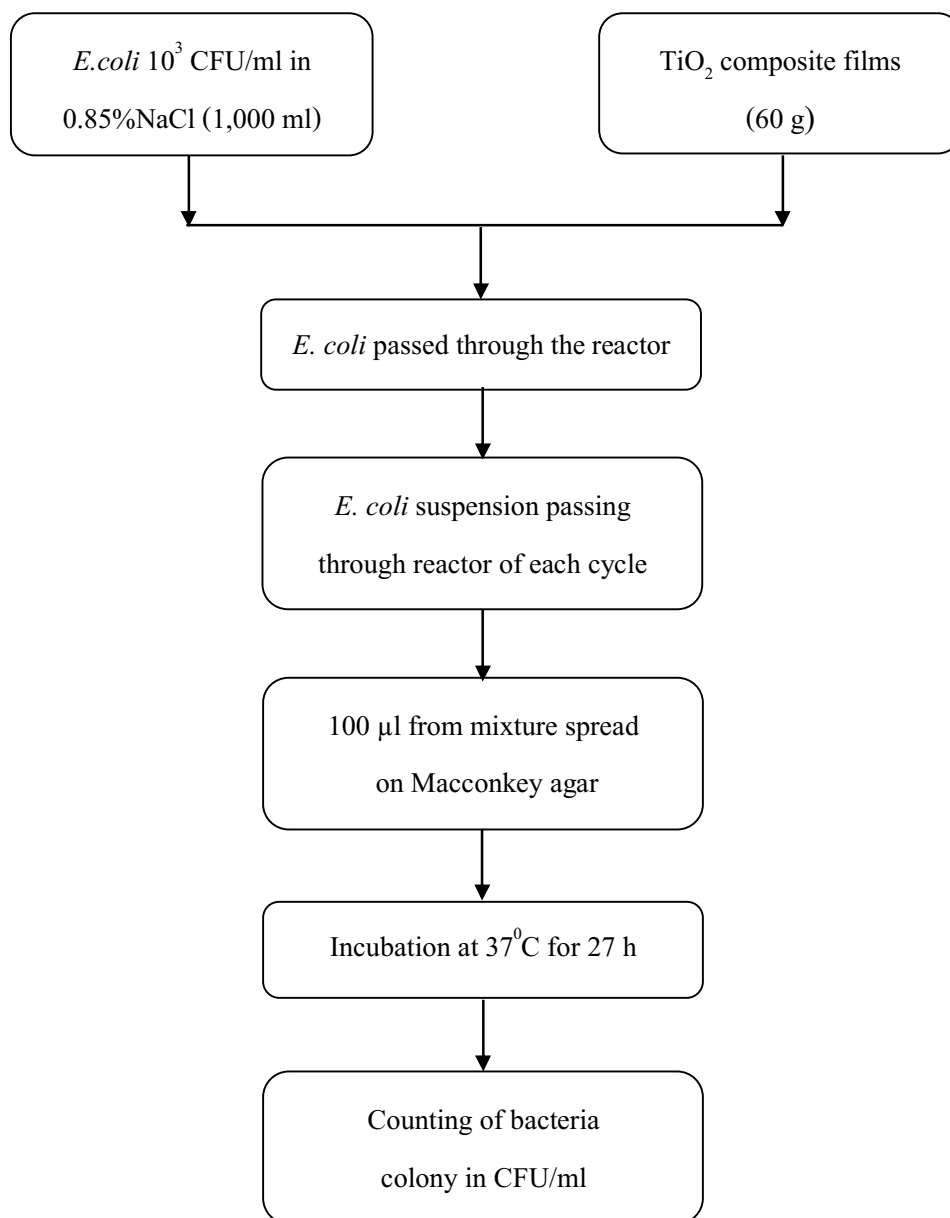 E.coli 10³ CFU/ml in
0.85%NaCl (1,000 ml)
TiO₂ composite films
(60 g)
E. coli passed through the reactor
E. coli suspension passing
through reactor of each cycle
100 µl from mixture spread
on Macconkey agar
Incubation at 37⁰C for 27 h
Counting of bacteria
colony in CFU/ml